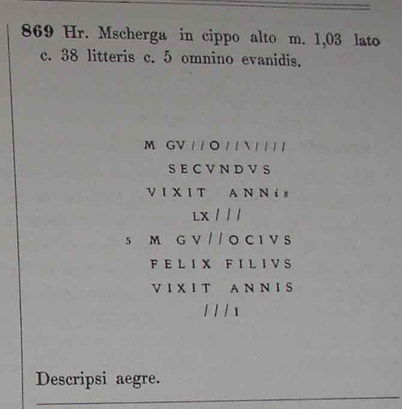 869 Hr. Mscherga in cippo alto m. 1,03 lato
c. 38 litteris c. 5 omnino evanidis.
M GV//O//\////
SECVNDVS
VIXIT ANNis
LX///
5 M GV//OCIVS
FELIX FILIVS
VIXIT ANNIS
///I
Descripsi aegre.